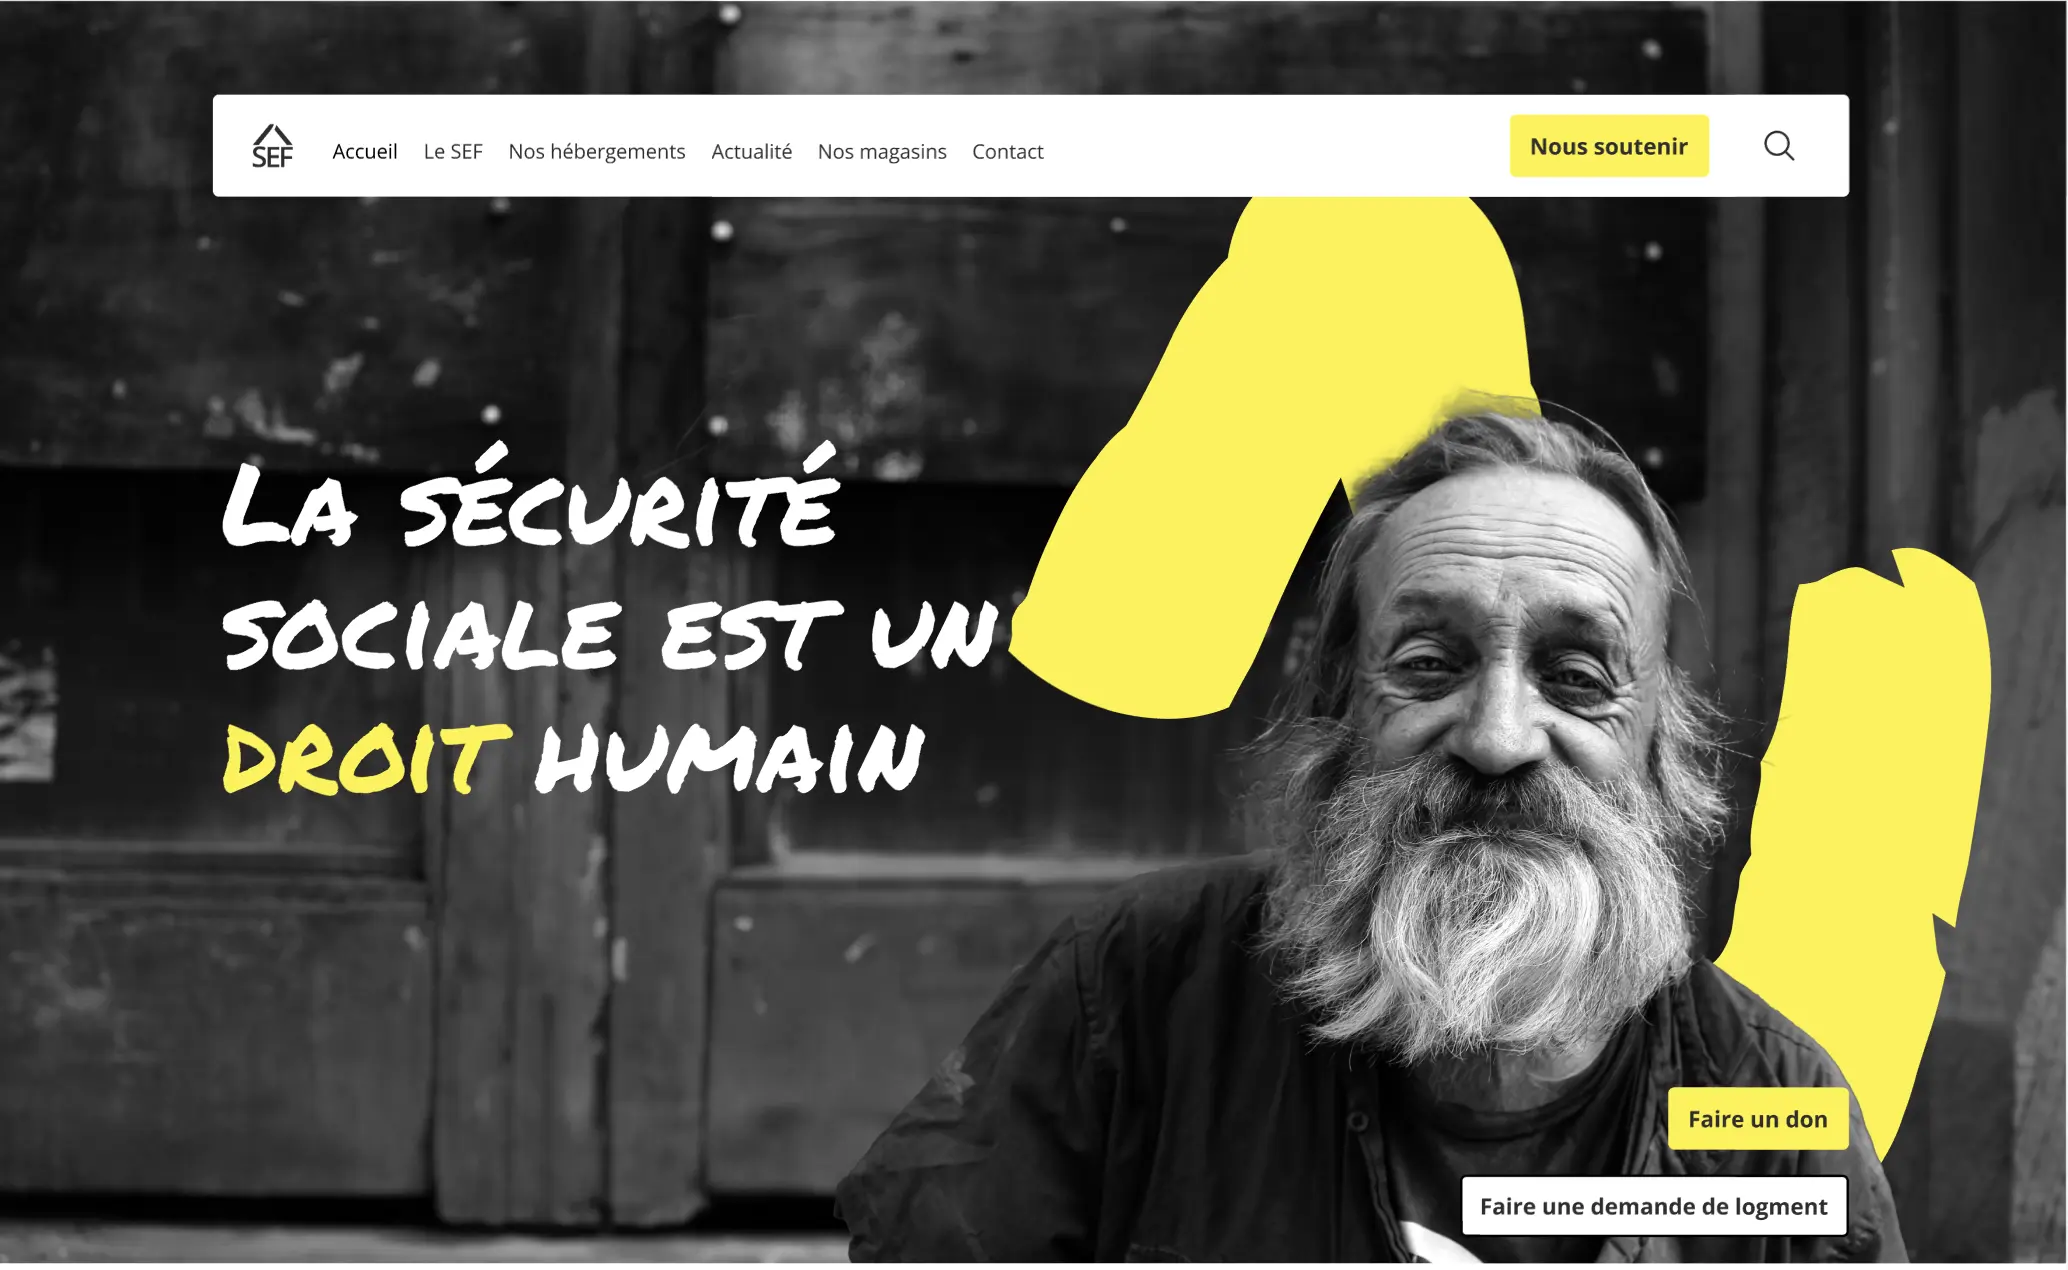 SEF
Accueil Le SEF Nos hébergements Actualité Nos magasins Contact
Nous soutenir
La sécurité
sociale est un
droit humain
Faire un don
Faire une demande de logment